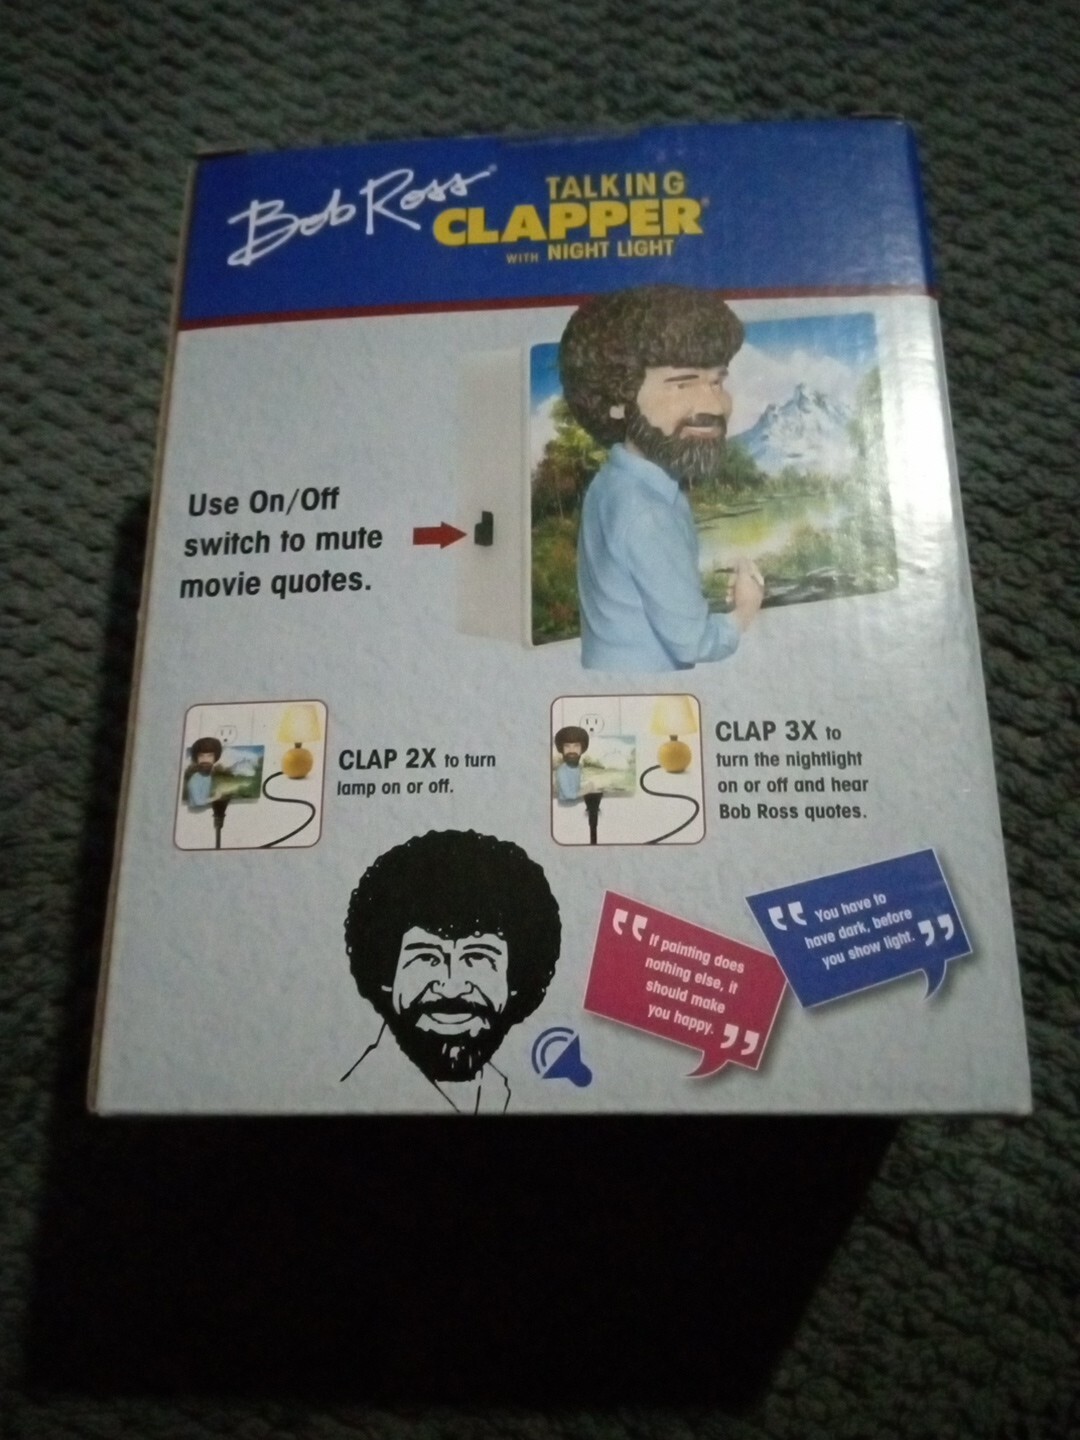 Bob Ross®
TALKING
CLAPPER®
WITH NIGHT LIGHT
Use On/Off
switch to mute
movie quotes.
CLAP 2X to turn
lamp on or off.
CLAP 3X to
turn the nightlight
on or off and hear
Bob Ross quotes.
“If painting does
nothing else, it
should make
you happy.”
“You have to
have dark, before
you show light.”